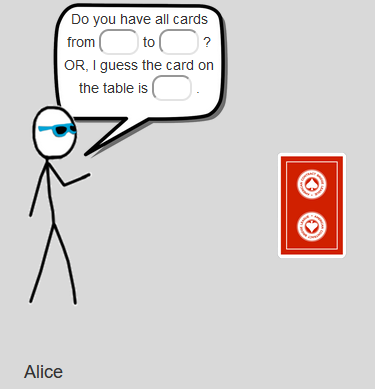 Do you have all cards
from to ?
OR, I guess the card on
the table is .
Alice